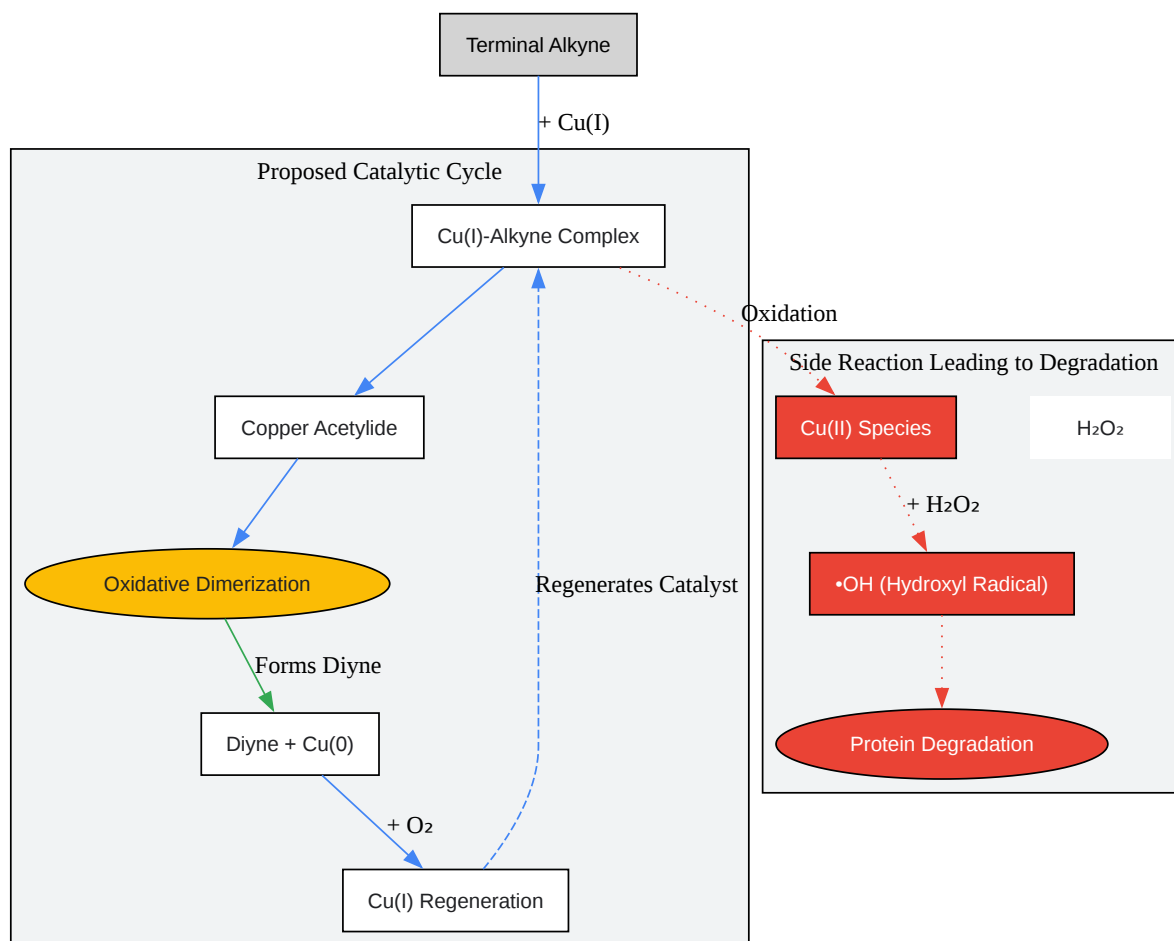 Terminal Alkyne
+ Cu(I)
Proposed Catalytic Cycle
Cu(I)-Alkyne Complex
Oxidation
Side Reaction Leading to Degradation
Copper Acetylide
Cu(II) Species
H₂O₂
+ H₂O₂
Oxidative Dimerization
Regenerates Catalyst
•OH (Hydroxyl Radical)
Forms Diyne
Diyne + Cu(0)
Protein Degradation
+ O₂
Cu(I) Regeneration